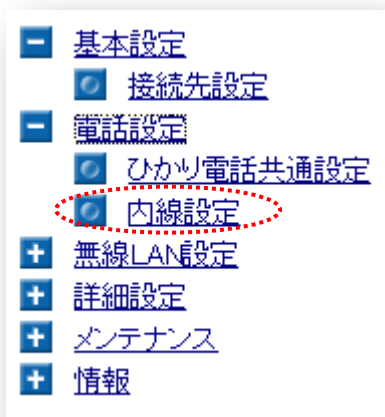 基本設定
接続先設定
電話設定
ひかり電話共通設定
内線設定
無線LAN設定
詳細設定
メンテナンス
情報